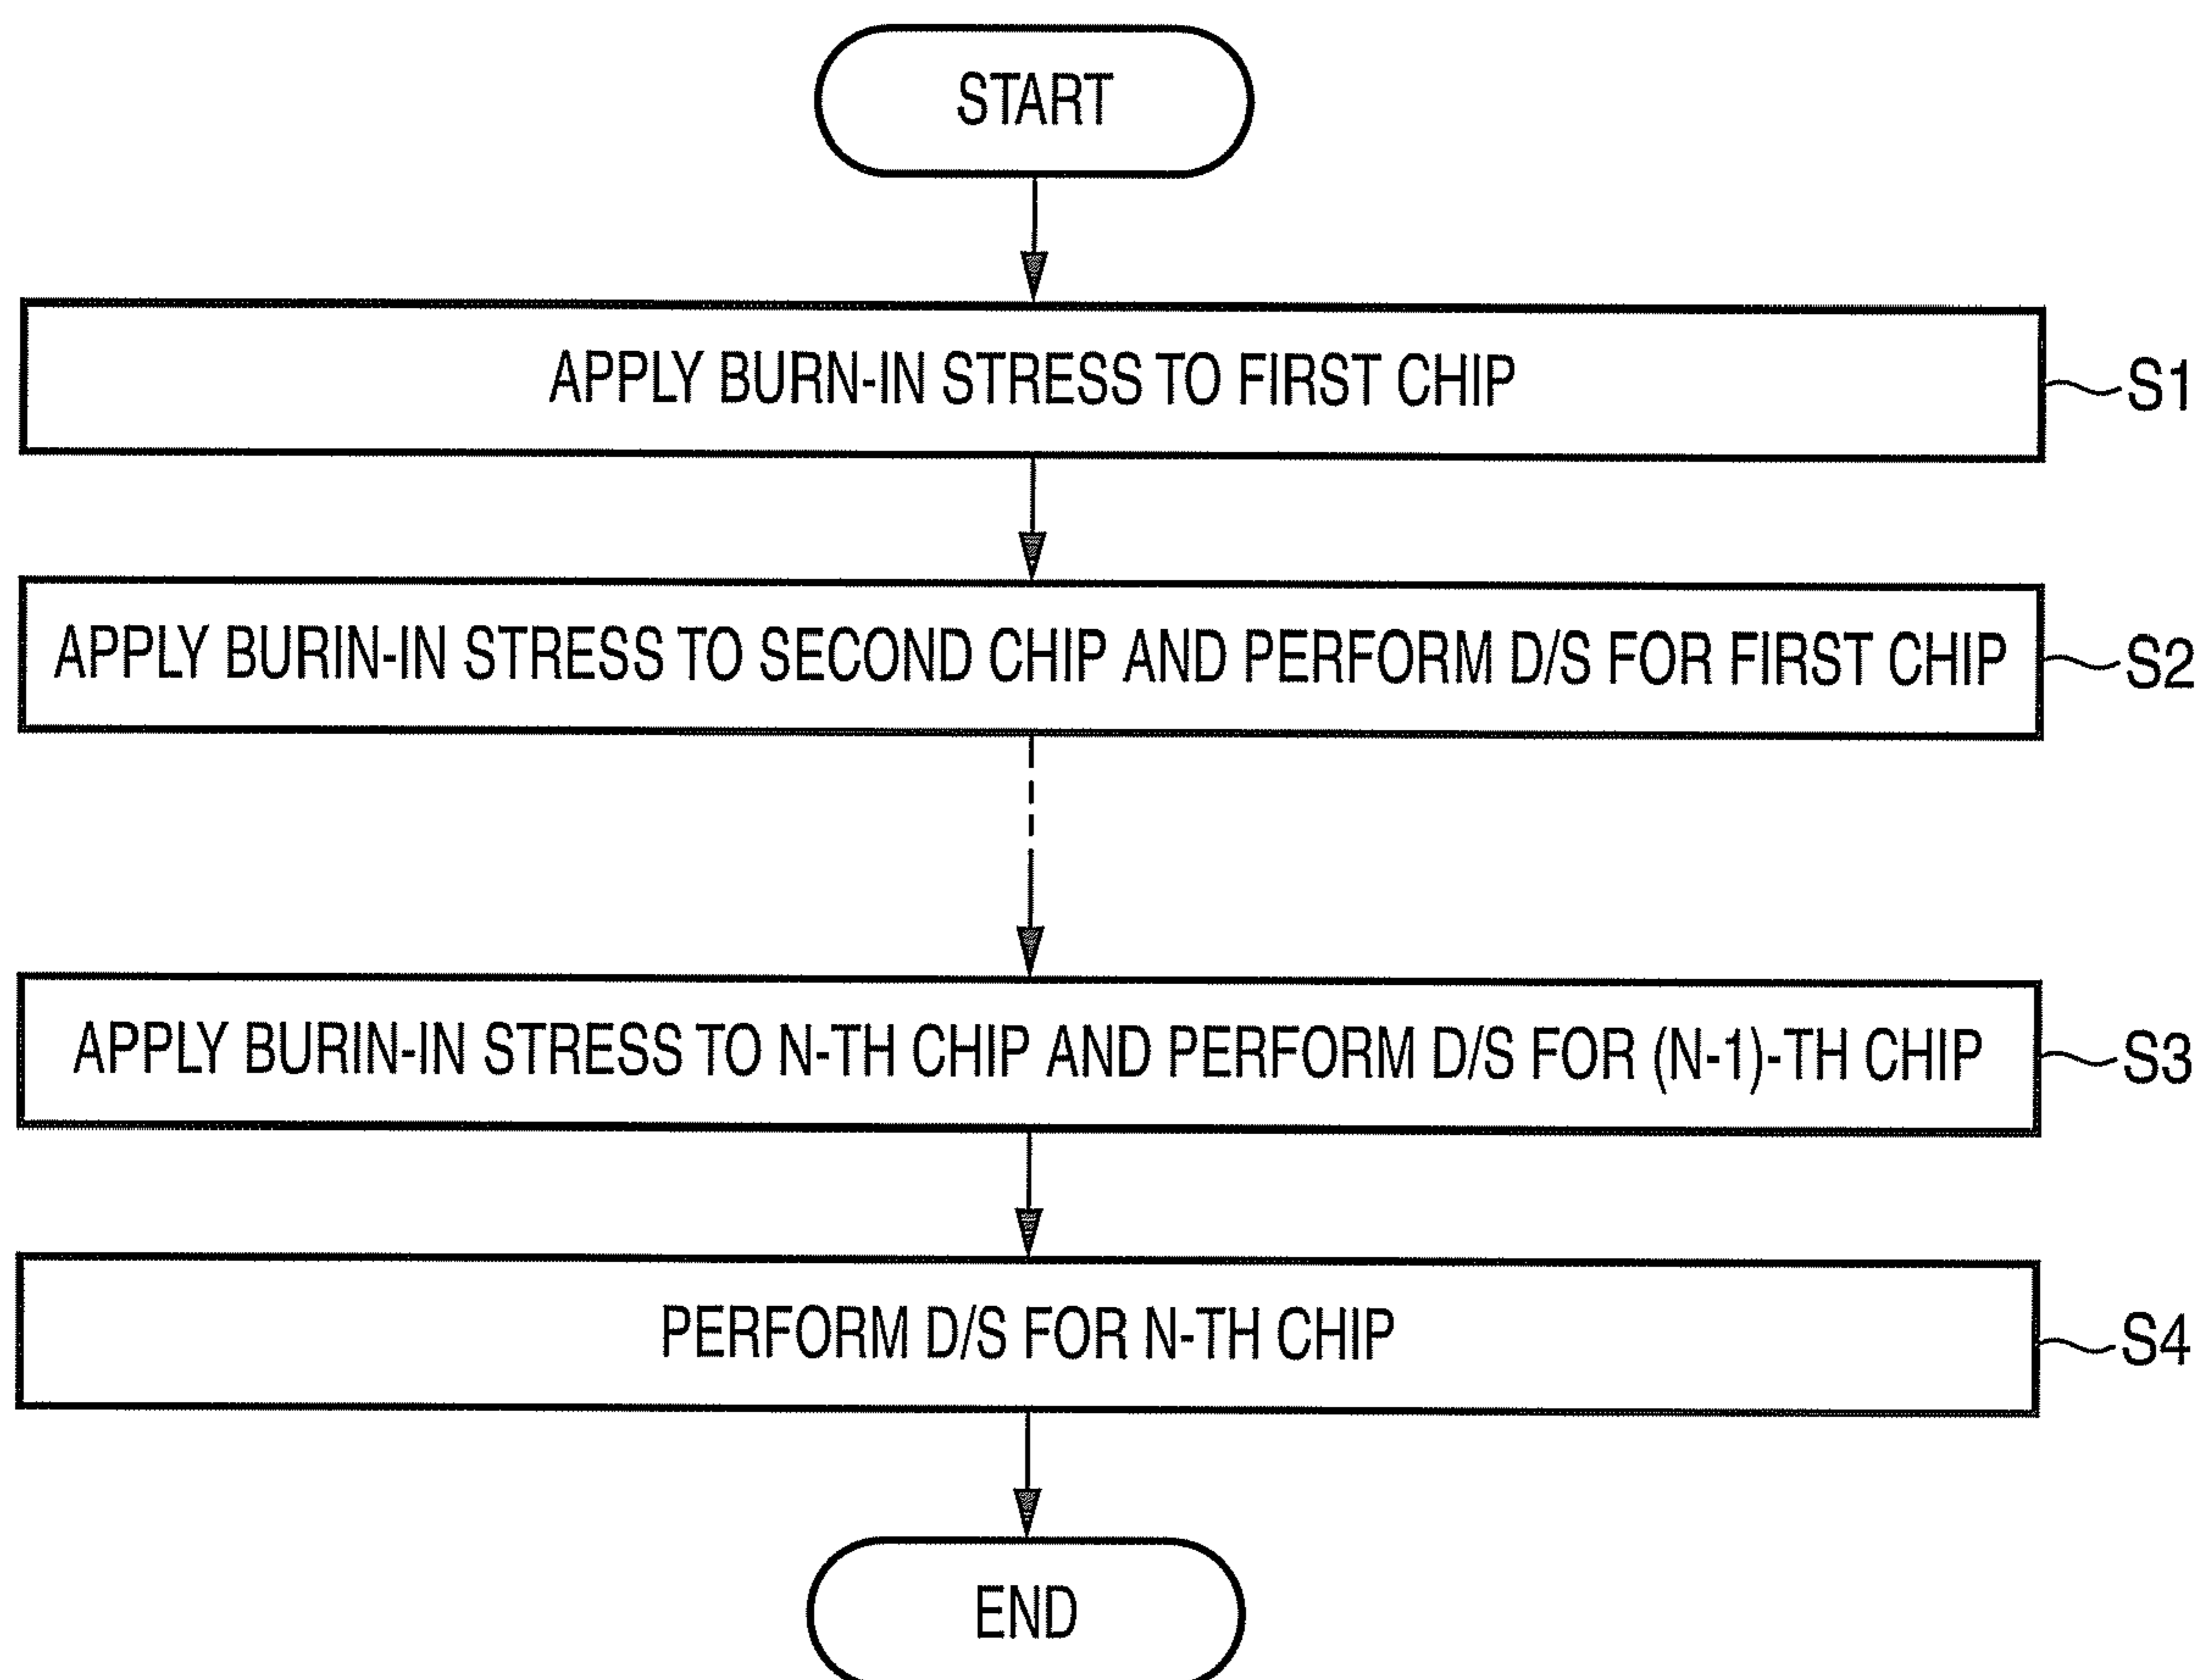 START
APPLY BURN-IN STRESS TO FIRST CHIP
S1
APPLY BURIN-IN STRESS TO SECOND CHIP AND PERFORM D/S FOR FIRST CHIP
S2
APPLY BURIN-IN STRESS TO N-TH CHIP AND PERFORM D/S FOR (N-1)-TH CHIP
S3
PERFORM D/S FOR N-TH CHIP
S4
END